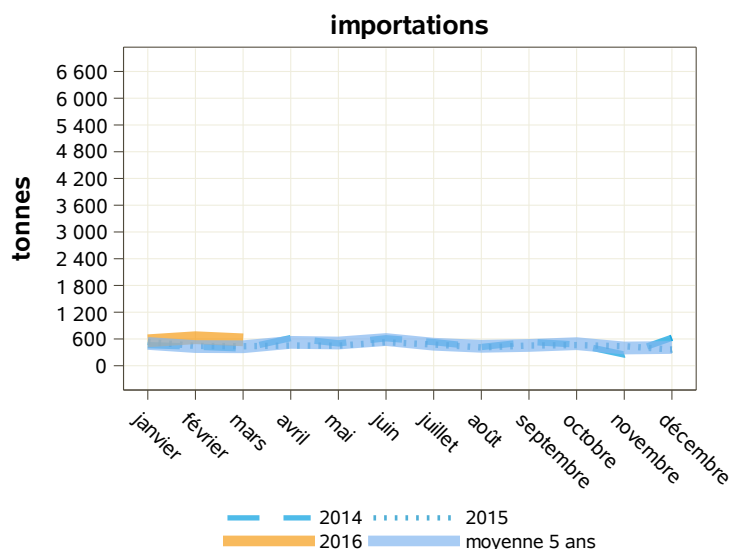 importations
tonnes
6 600
6 000
5 400
4 800
4 200
3 600
3 000
2 400
1 800
1 200
600
0
janvier
février
mars
avril
mai
juin
juillet
août
septembre
octobre
novembre
décembre
2014
2015
2016
moyenne 5 ans